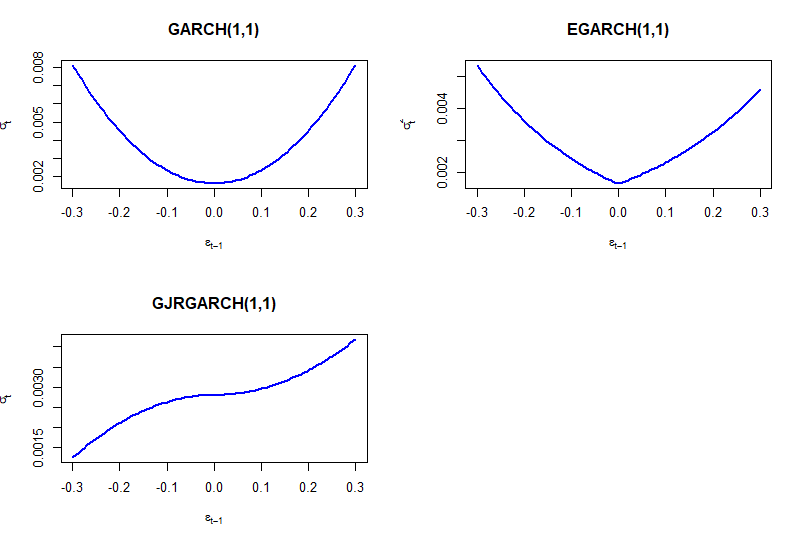 GARCH(1,1)
0.008
0.005
0.002
σt
-0.3 -0.2 -0.1 0.0 0.1 0.2 0.3
εt−1
EGARCH(1,1)
0.004
0.002
σt²
-0.3 -0.2 -0.1 0.0 0.1 0.2 0.3
εt−1
GJRGARCH(1,1)
0.0030
0.0015
σt
-0.3 -0.2 -0.1 0.0 0.1 0.2 0.3
εt−1